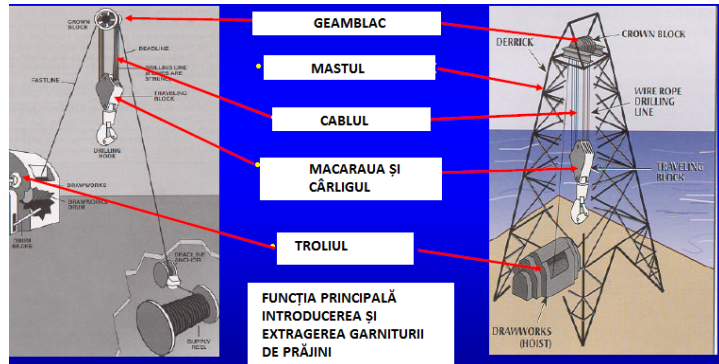 CROWN
BLOCK
DEADLINE
FASTLINE
DRILLING LINE
TRAVELING
BLOCK
DRILLING
HOOK
DRAWWORKS
DRAWWORKS
DRUM
DRUM
BRAKE
DEADLINE
ANCHOR
SUPPLY
REEL
GEAMBLAC
MASTUL
CABLUL
MACARAUA ȘI
CÂRLIGUL
TROLIUL
FUNCȚIA PRINCIPALĂ
INTRODUCEREA ȘI
EXTRAGEREA GARNITURII
DE PRĂJINI
CROWN BLOCK
DERRICK
WIRE ROPE
DRILLING
LINE
TRAVELING
BLOCK
DRAWWORKS
(HOIST)